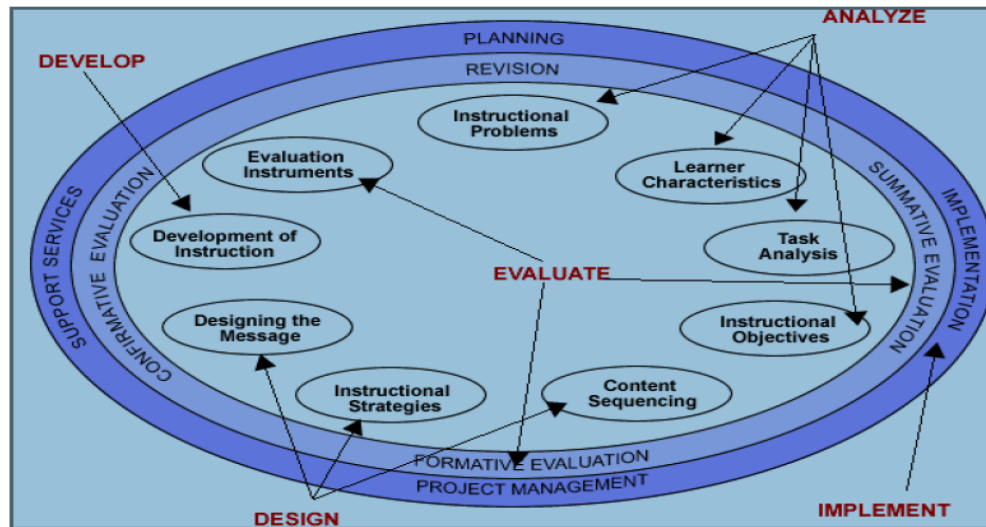 ANALYZE
DEVELOP
PLANNING
REVISION
Instructional
Problems
Evaluation
Instruments
Learner
Characteristics
SUPPORT SERVICES
CONFIRMATIVE EVALUATION
SUMMATIVE EVALUATION
IMPLEMENTATION
Development of
Instruction
Task
Analysis
EVALUATE
Designing the
Message
Instructional
Objectives
Instructional
Strategies
Content
Sequencing
FORMATIVE EVALUATION
PROJECT MANAGEMENT
DESIGN
IMPLEMENT